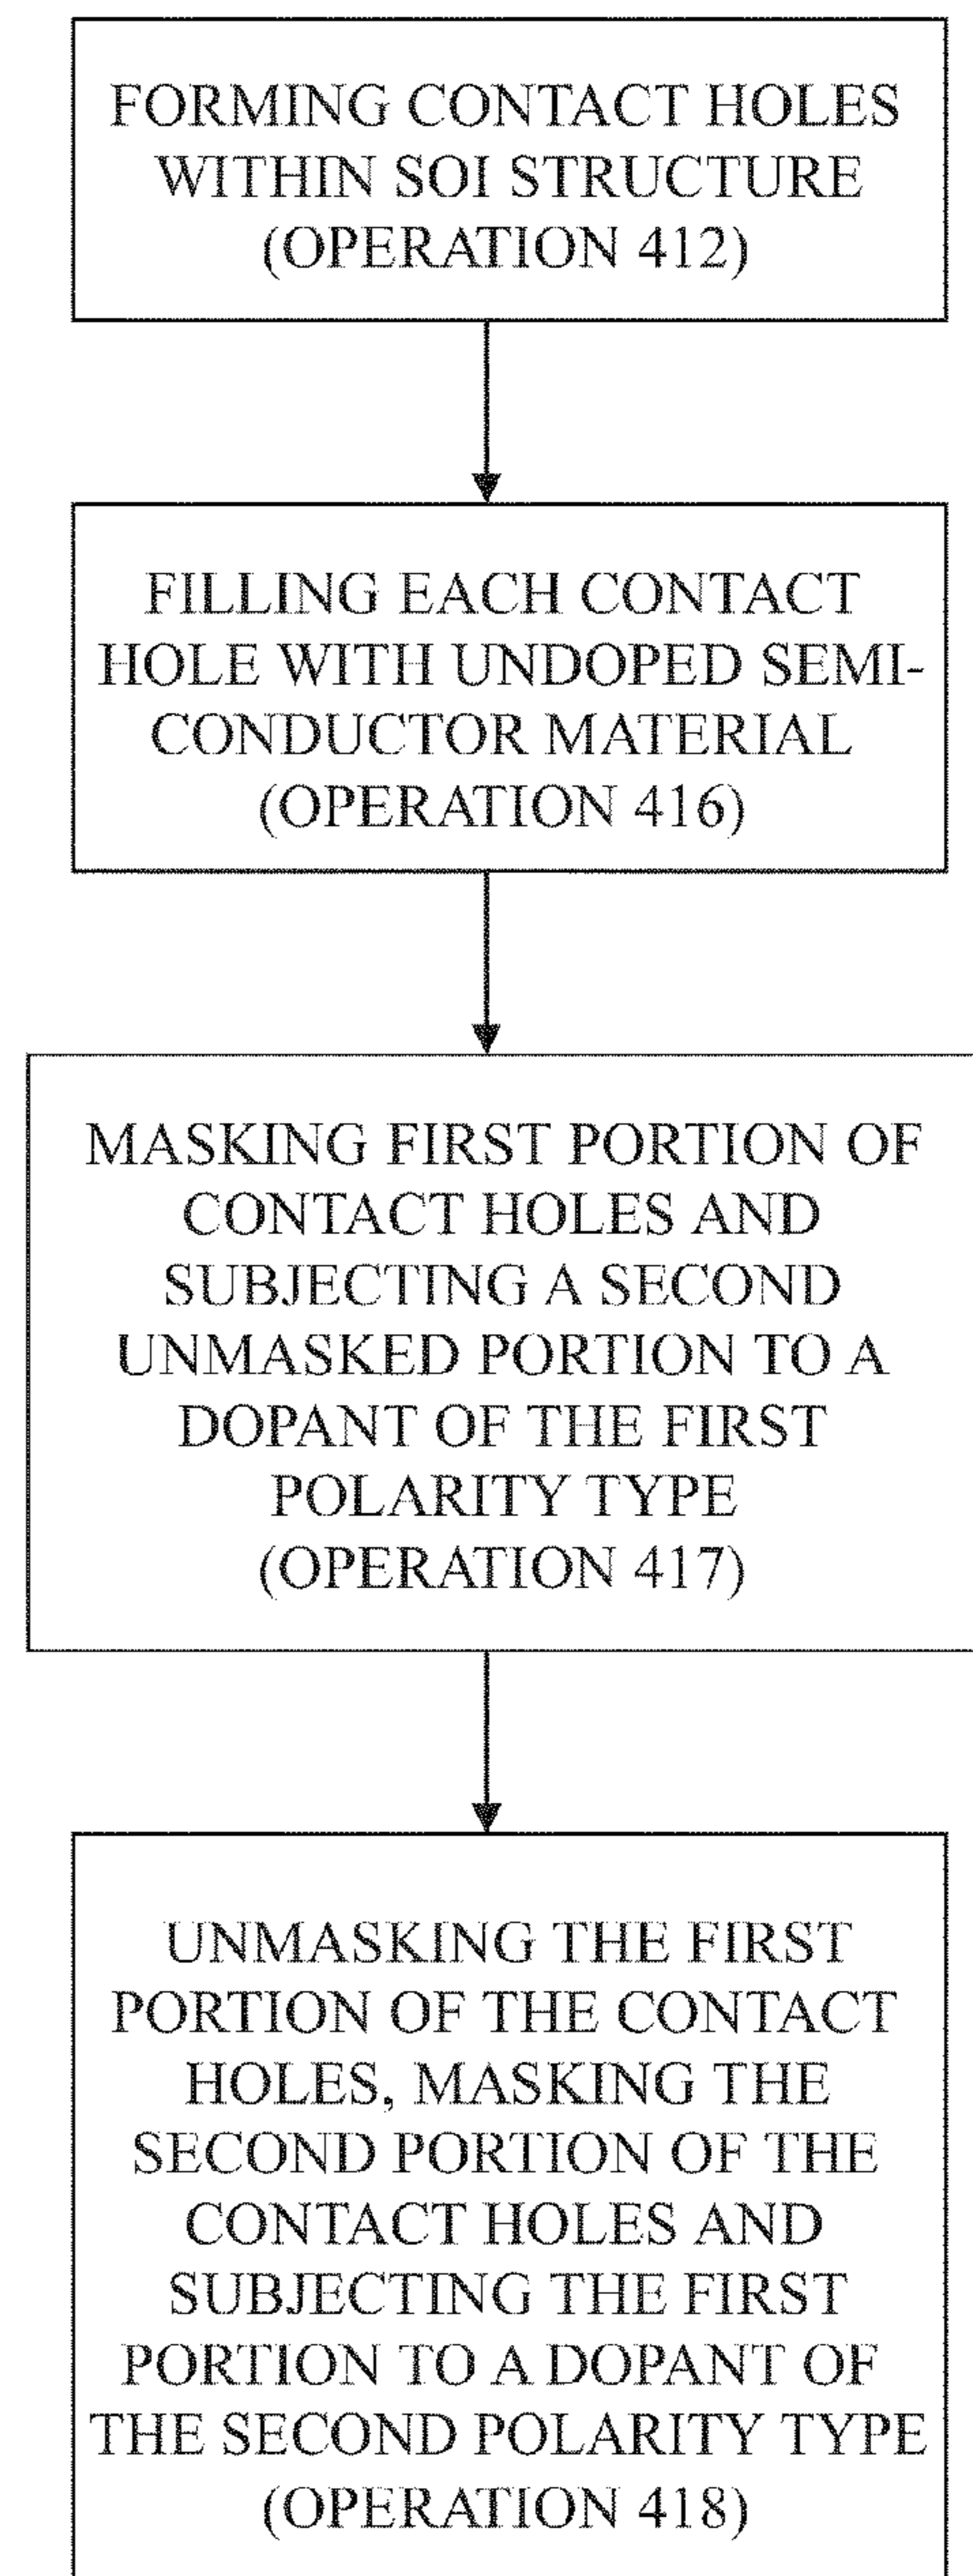 FORMING CONTACT HOLES
WITHIN SOI STRUCTURE
(OPERATION 412)
FILLING EACH CONTACT
HOLE WITH UNDOPED SEMI-
CONDUCTOR MATERIAL
(OPERATION 416)
MASKING FIRST PORTION OF
CONTACT HOLES AND
SUBJECTING A SECOND
UNMASKED PORTION TO A
DOPANT OF THE FIRST
POLARITY TYPE
(OPERATION 417)
UNMASKING THE FIRST
PORTION OF THE CONTACT
HOLES, MASKING THE
SECOND PORTION OF THE
CONTACT HOLES AND
SUBJECTING THE FIRST
PORTION TO A DOPANT OF
THE SECOND POLARITY TYPE
(OPERATION 418)